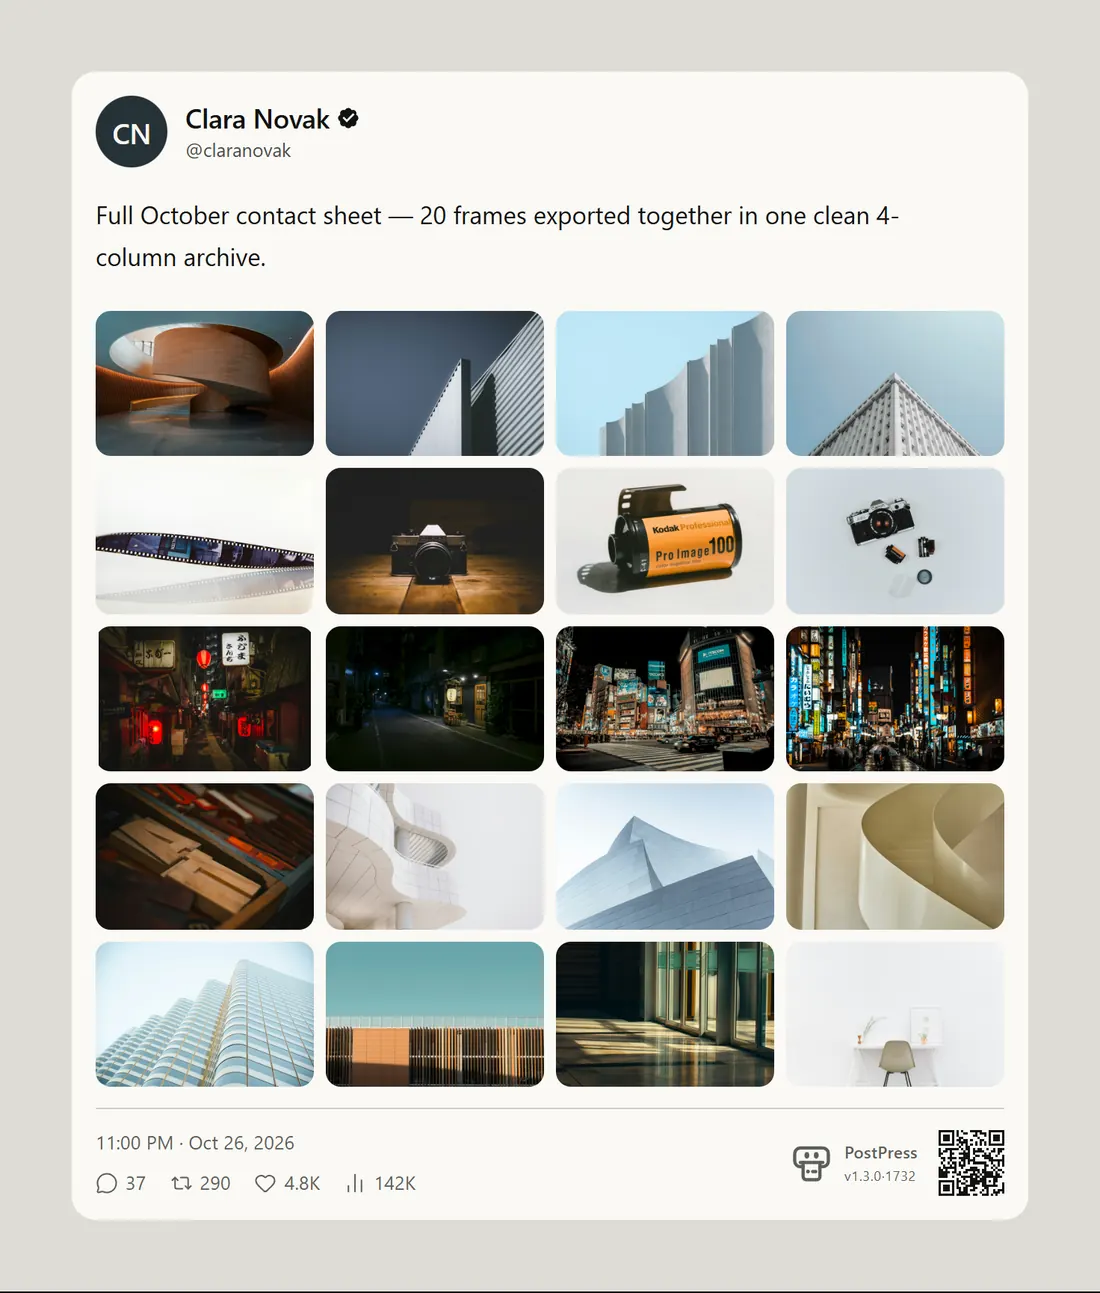 CN
Clara Novak
@claranovak
Full October contact sheet — 20 frames exported together in one clean 4-
column archive.
Kodak Professional
Pro Image 100
11:00 PM · Oct 26, 2026
37 290 4.8K 142K
PostPress
v1.3.0·1732